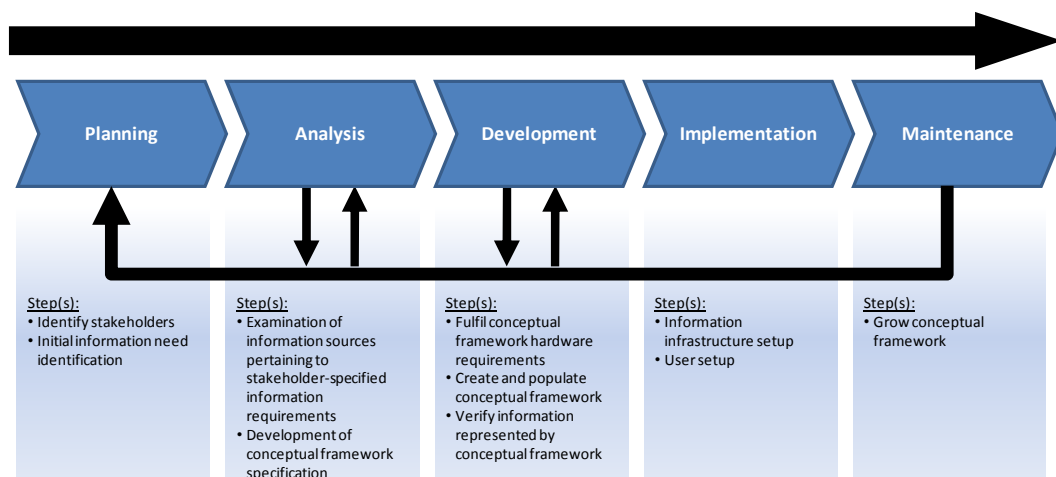 Planning
Analysis
Development
Implementation
Maintenance
Step(s):
• Identify stakeholders
• Initial information need
identification
Step(s):
• Examination of
information sources
pertaining to
stakeholder-specified
information
requirements
• Development of
conceptual framework
specification
Step(s):
• Fulfil conceptual
framework hardware
requirements
• Create and populate
conceptual framework
• Verify information
represented by
conceptual framework
Step(s):
• Information
infrastructure setup
• User setup
Step(s):
• Grow conceptual
framework